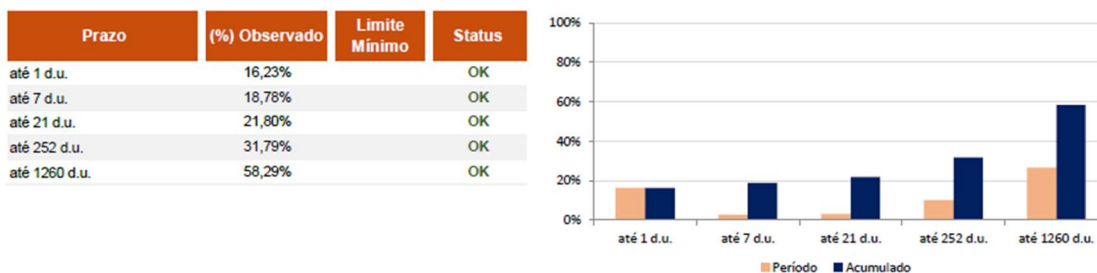 Prazo (%) Observado Limite Mínimo Status
até 1 d.u. 16,23% OK
até 7 d.u. 18,78% OK
até 21 d.u. 21,80% OK
até 252 d.u. 31,79% OK
até 1260 d.u. 58,29% OK
100%
80%
60%
40%
20%
0%
até 1 d.u. até 7 d.u. até 21 d.u. até 252 d.u. até 1260 d.u.
Período Acumulado